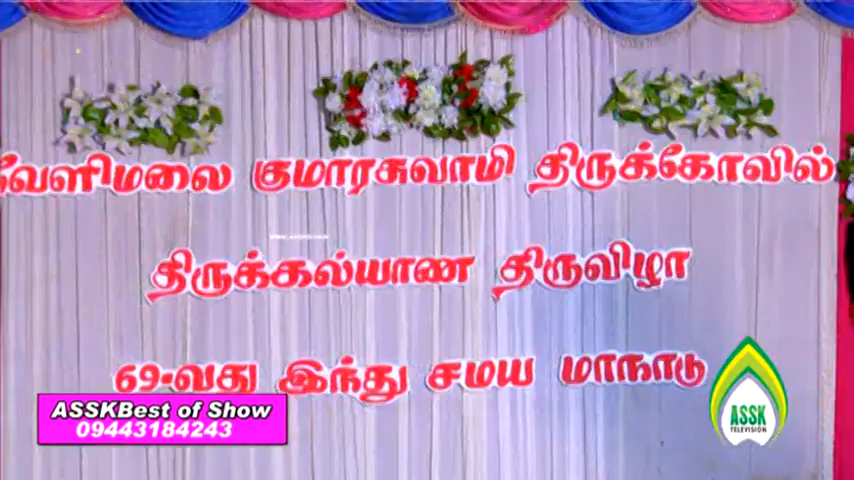 வேளிமலை குமாரசுவாமி திருக்கோவில்
திருக்கல்யாண திருவிழா
69-வது இந்து சமய மாநாடு
ASSKBest of Show
09443184243
ASSK
TELEVISION